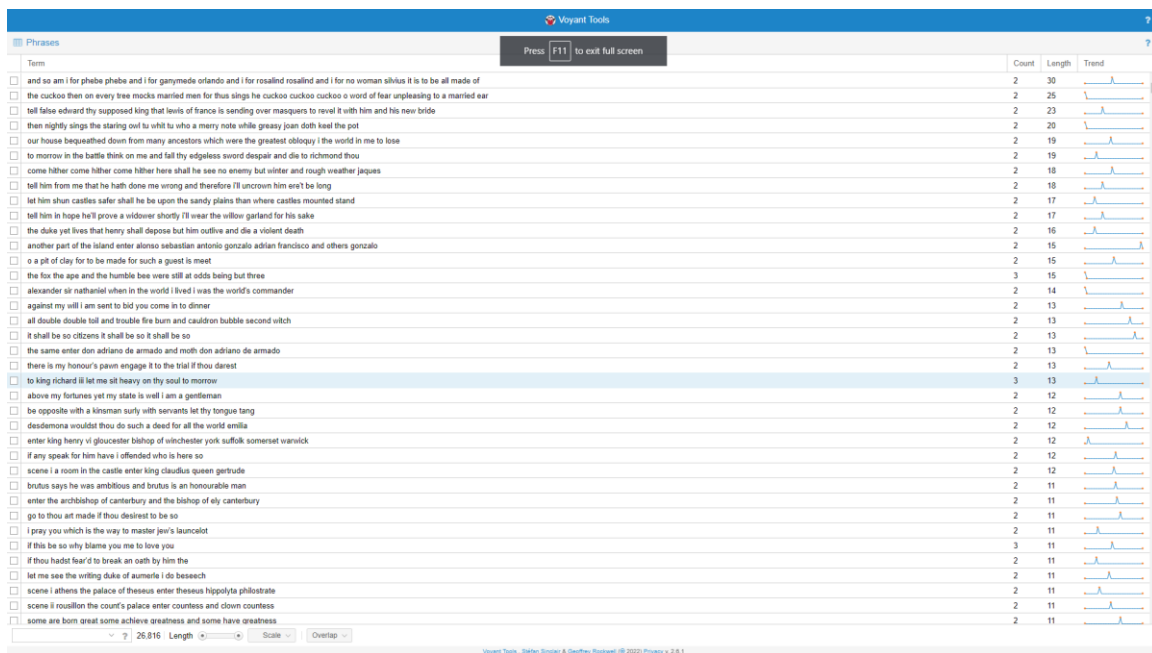 Voyant Tools
?
Phrases
?
Press F11 to exit full screen
Term Count Length Trend
and so am i for phebe phebe and i for ganymede orlando and i for rosalind rosalind and i for no woman silvius it is to be all made of 2 30
the cuckoo then on every tree mocks married men for thus sings he cuckoo cuckoo cuckoo o word of fear unpleasing to a married ear 2 25
tell false edward thy supposed king that lewis of france is sending over masquers to revel it with him and his new bride 2 23
then nightly sings the staring owl tu whit tu who a merry note while greasy joan doth keel the pot 2 20
our house bequeathed down from many ancestors which were the greatest obloquy i the world in me to lose 2 19
to morrow in the battle think on me and fall thy edgeless sword despair and die to richmond thou 2 19
come hither come hither come hither here shall he see no enemy but winter and rough weather jaques 2 18
tell him from me that he hath done me wrong and therefore i'll uncrown him ere't be long 2 18
let him shun castles safer shall he be upon the sandy plains than where castles mounted stand 2 17
tell him in hope he'll prove a widower shortly i'll wear the willow garland for his sake 2 17
the duke yet lives that henry shall depose but him outlive and die a violent death 2 16
another part of the island enter alonso sebastian antonio gonzalo adrian francisco and others gonzalo 2 15
o a pit of clay for to be made for such a guest is meet 2 15
the fox the ape and the humble bee were still at odds being but three 3 15
alexander sir nathaniel when in the world i lived i was the world's commander 2 14
against my will i am sent to bid you come in to dinner 2 13
all double double toil and trouble fire burn and cauldron bubble second witch 2 13
it shall be so citizens it shall be so it shall be so 2 13
the same enter don adriano de armado and moth don adriano de armado 2 13
there is my honour's pawn engage it to the trial if thou darest 2 13
to king richard iii let me sit heavy on thy soul to morrow 3 13
above my fortunes yet my state is well i am a gentleman 2 12
be opposite with a kinsman surly with servants let thy tongue tang 2 12
desdemona wouldst thou do such a deed for all the world emilia 2 12
enter king henry vi gloucester bishop of winchester york suffolk somerset warwick 2 12
if any speak for him have i offended who is here so 2 12
scene i a room in the castle enter king claudius queen gertrude 2 12
brutus says he was ambitious and brutus is an honourable man 2 11
enter the archbishop of canterbury and the bishop of ely canterbury 2 11
go to thou art made if thou desirest to be so 2 11
i pray you which is the way to master jew's launcelot 2 11
if this be so why blame you me to love you 3 11
if thou hadst fear'd to break an oath by him the 2 11
let me see the writing duke of aumerle i do beseech 2 11
scene i athens the palace of theseus enter theseus hippolyta philostrate 2 11
scene ii rousillon the count's palace enter countess and clown countess 2 11
some are born great some achieve greatness and some have greatness 2 11
? 26.816 Length Scale Overlap
Voyant Tools , Stéfan Sinclair & Geoffrey Rockwell (© 2022) Privacy v. 2.6.1